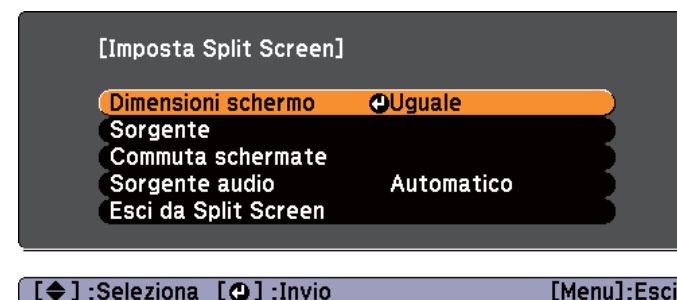 [Imposta Split Screen]
Dimensioni schermo Uguale
Sorgente
Commuta schermate
Sorgente audio Automatico
Esci da Split Screen
[◆] :Seleziona [⏎] :Invio [Menu]:Esci